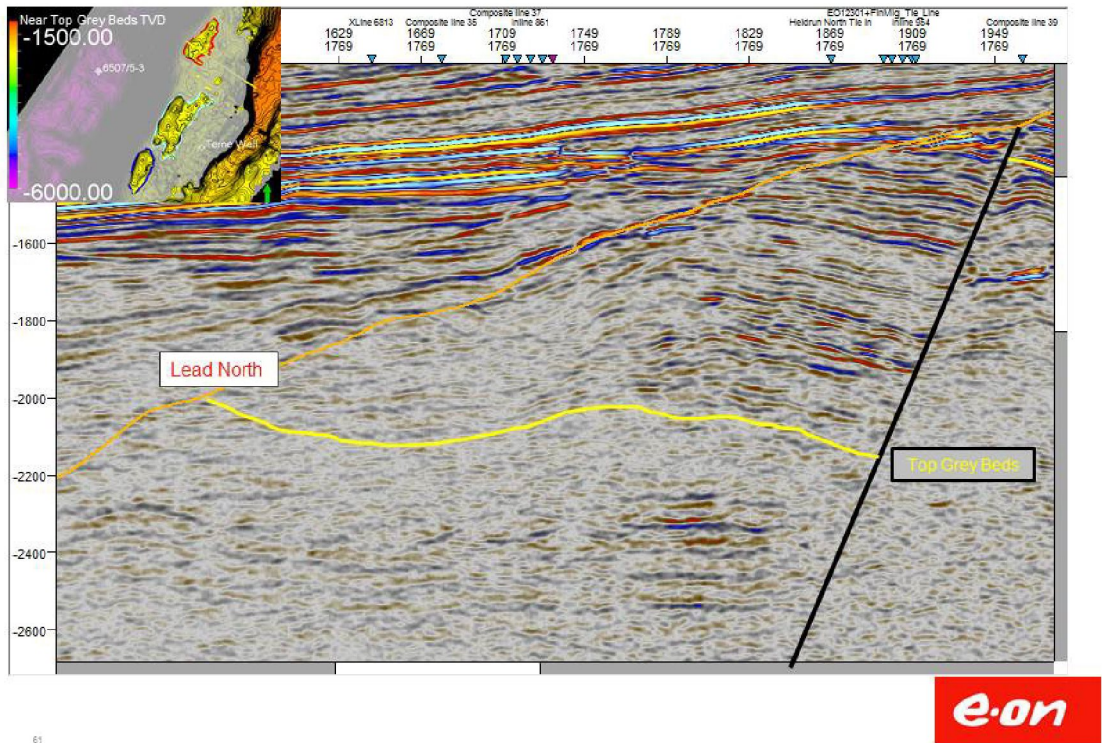 Near Top Grey Beds TVD
-1500.00
6507/5-3
Terne Well
-6000.00
Composite line 37
EO12301+FinMig_Tie_Line
XLine 6813
Composite line 35
Inline 861
Heidrun North Tie In
Inline 954
Composite line 39
1629 1669 1709 1749 1789 1829 1869 1909 1949
1769 1769 1769 1769 1769 1769 1769 1769 1769
-1600
-1800
Lead North
-2000
-2200
Top Grey Beds
-2400
-2600
e·on
61